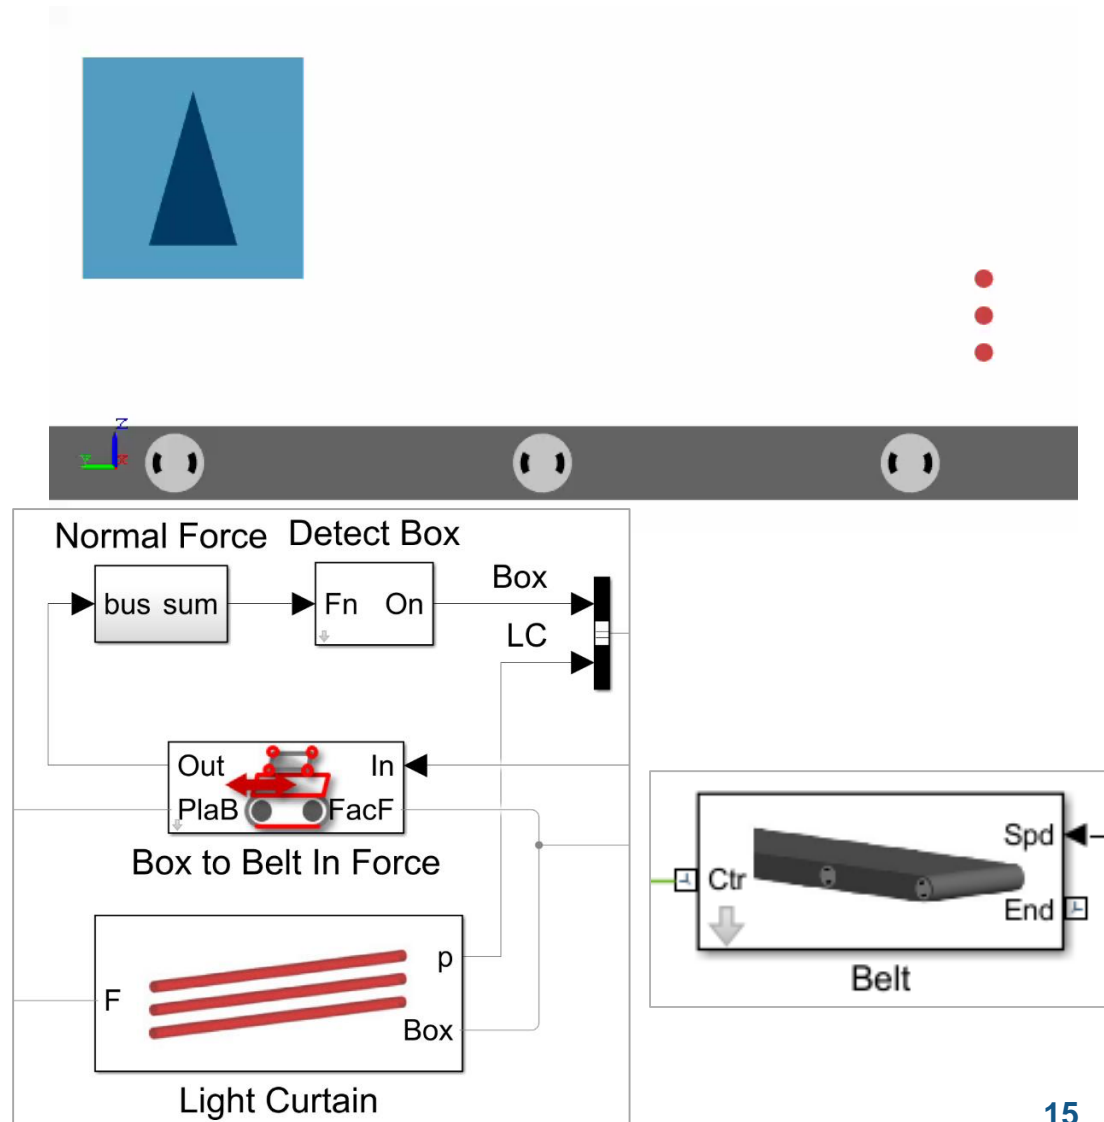 Z
Y
X
Normal Force
Detect Box
bus sum
Fn On
Box
LC
Out In
PlaB FacF
Box to Belt In Force
F
p
Box
Light Curtain
Spd
Ctr
End
Belt
15